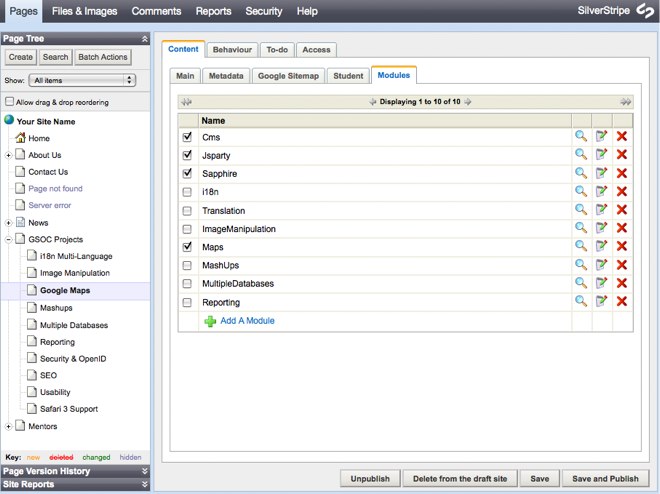 Pages Files & Images Comments Reports Security Help SilverStripe
Page Tree
Create Search Batch Actions
Show: All items
Allow drag & drop reordering
Your Site Name
Home
About Us
Contact Us
Page not found
Server error
News
GSOC Projects
i18n Multi-Language
Image Manipulation
Google Maps
Mashups
Multiple Databases
Reporting
Security & OpenID
SEO
Usability
Safari 3 Support
Mentors
Key: new deleted changed hidden
Page Version History
Site Reports
Content Behaviour To-do Access
Main Metadata Google Sitemap Student Modules
Displaying 1 to 10 of 10
Name
Cms
Jsparty
Sapphire
i18n
Translation
ImageManipulation
Maps
MashUps
MultipleDatabases
Reporting
Add A Module
Unpublish Delete from the draft site Save Save and Publish